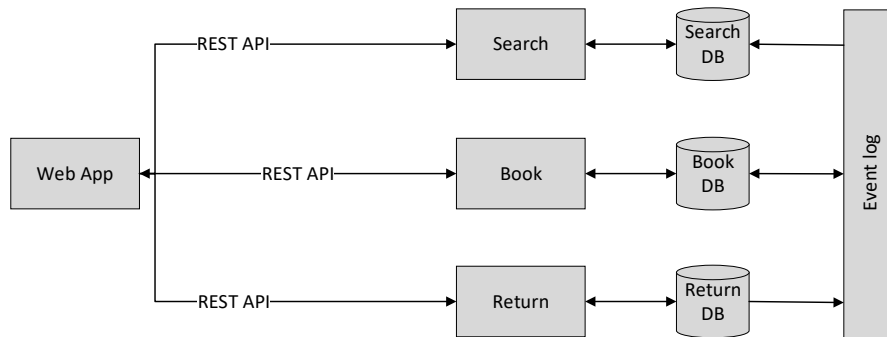 REST API
Search
Search
DB
Web App
REST API
Book
Book
DB
Event log
REST API
Return
Return
DB